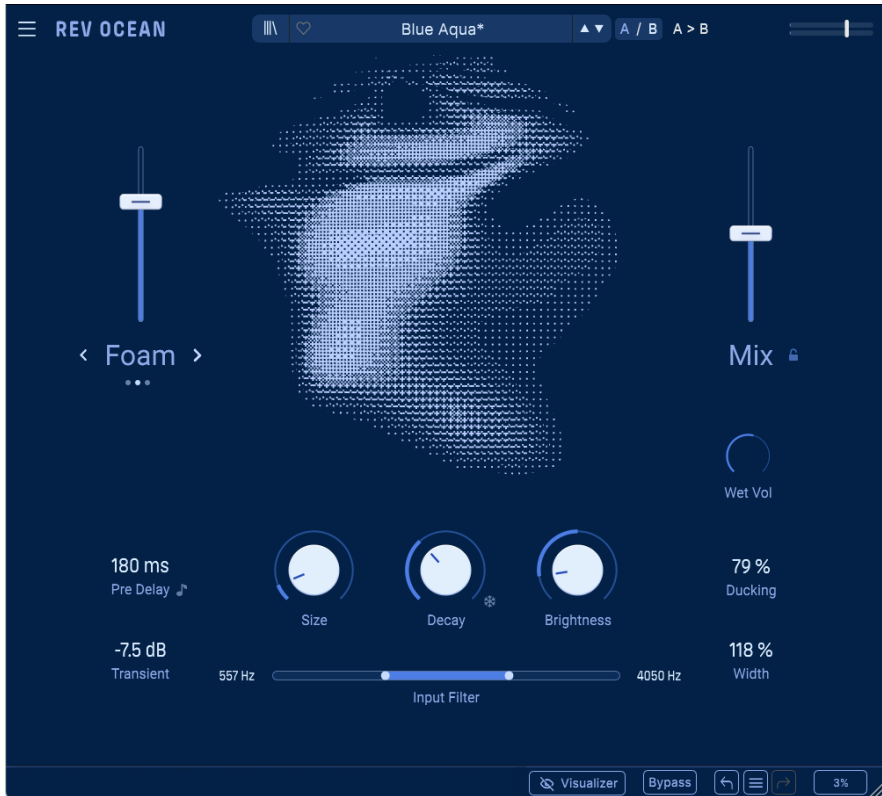 REV OCEAN
Blue Aqua*
A / B
A > B
Foam
Mix
Wet Vol
180 ms
Pre Delay
Size
Decay
Brightness
79 %
Ducking
-7.5 dB
Transient
557 Hz
4050 Hz
Input Filter
118 %
Width
Visualizer
Bypass
3%